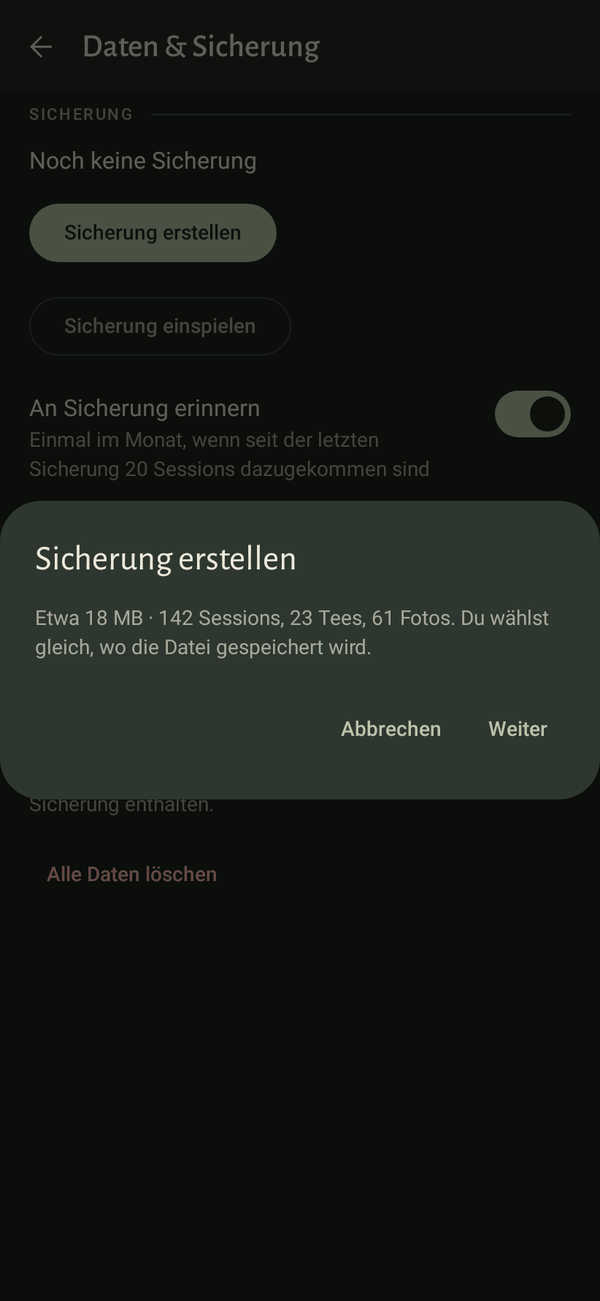 Daten & Sicherung
SICHERUNG
Noch keine Sicherung
Sicherung erstellen
Sicherung einspielen
An Sicherung erinnern
Einmal im Monat, wenn seit der letzten
Sicherung 20 Sessions dazugekommen sind
Sicherung erstellen
Etwa 18 MB · 142 Sessions, 23 Tees, 61 Fotos. Du wählst
gleich, wo die Datei gespeichert wird.
Abbrechen Weiter
Sicherung enthalten.
Alle Daten löschen